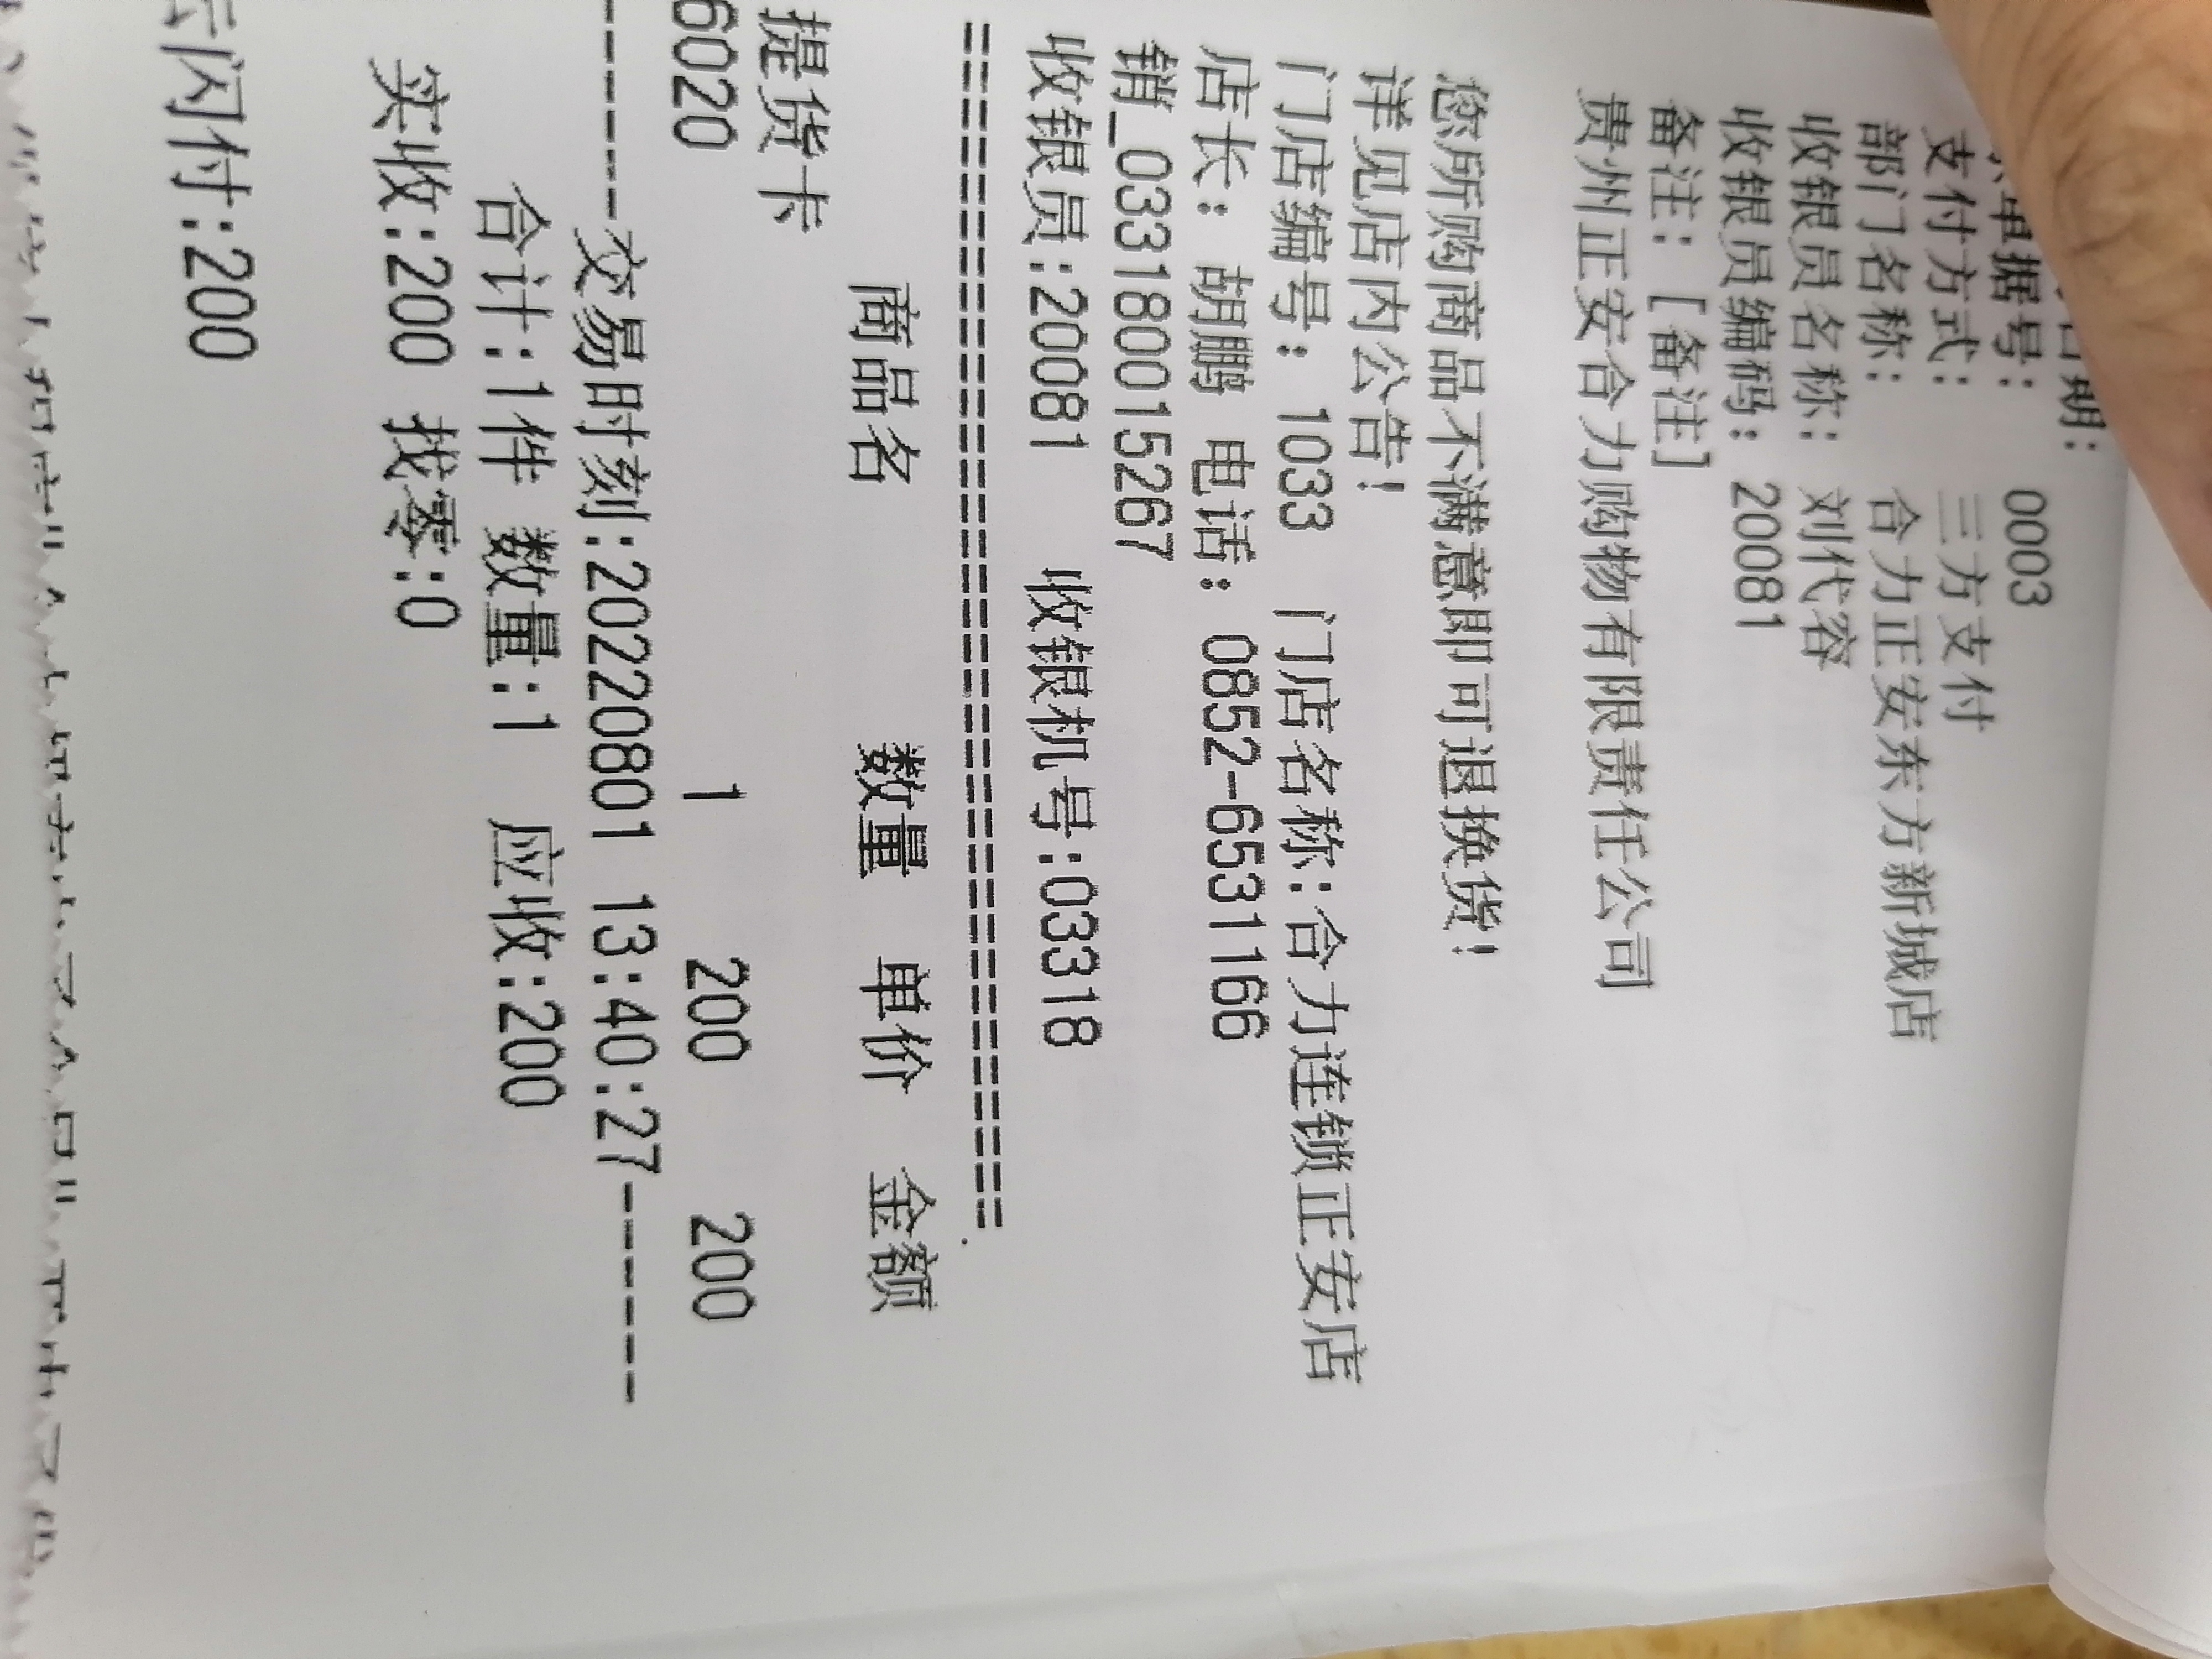 日期:
单据号: 0003
支付方式: 三方支付
部门名称: 合力正安东方新城店
收银员名称: 刘代容
收银员编码: 20081
备注: [备注]
贵州正安合力购物有限责任公司
您所购商品不满意即可退换货!
详见店内公告!
门店编号: 1033 门店名称:合力连锁正安店
店长: 胡鹏 电话: 0852-6531166
销_033180015267
收银员:20081 收银机号:03318
==============================
商品名 数量 单价 金额
提货卡
6020 1 200 200
------交易时刻:20220801 13:40:27------
合计:1件 数量:1 应收:200
实收:200 找零:0
云闪付:200